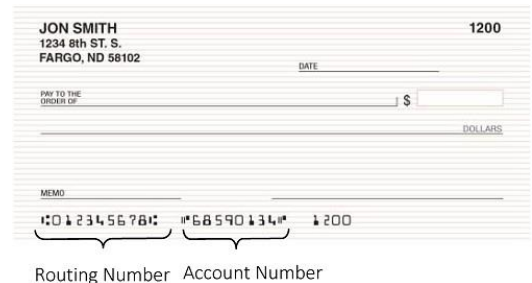 JON SMITH 1200
1234 8th ST. S.
FARGO, ND 58102
DATE
PAY TO THE
ORDER OF $
DOLLARS
MEMO
⑆012345678⑆ ⑈68590134⑈ 1200
Routing Number Account Number